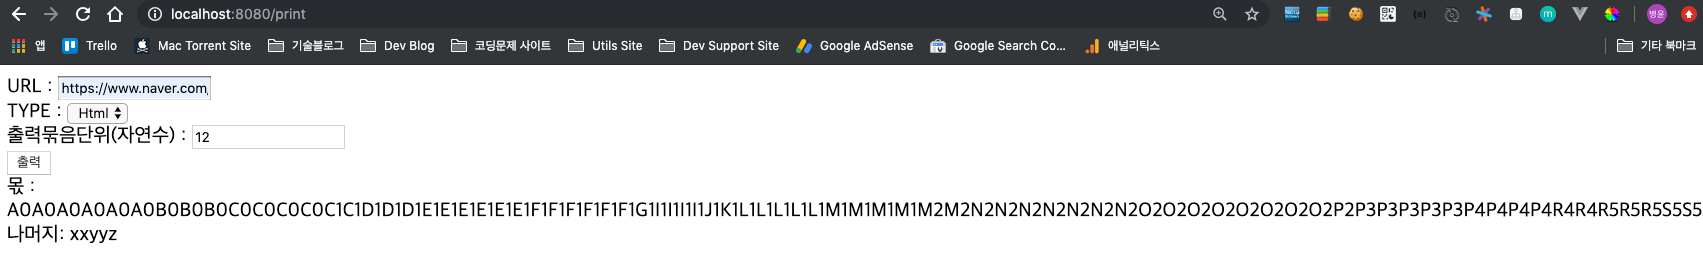 localhost:8080/print
앱 Trello Mac Torrent Site 기술블로그 Dev Blog 코딩문제 사이트 Utils Site Dev Support Site Google AdSense Google Search Co... 애널리틱스 기타 북마크
URL : https://www.naver.com
TYPE : Html
출력묶음단위(자연수) : 12
출력
몫 :
A0A0A0A0A0A0B0B0B0C0C0C0C0C1C1D1D1D1E1E1E1E1E1E1F1F1F1F1F1F1G1I1I1I1I1J1K1L1L1L1L1L1M1M1M1M1M2M2N2N2N2N2N2N2N2O2O2O2O2O2O2O2O2P2P3P3P3P3P3P4P4P4P4R4R4R5R5R5S5S5
나머지: xxyyz